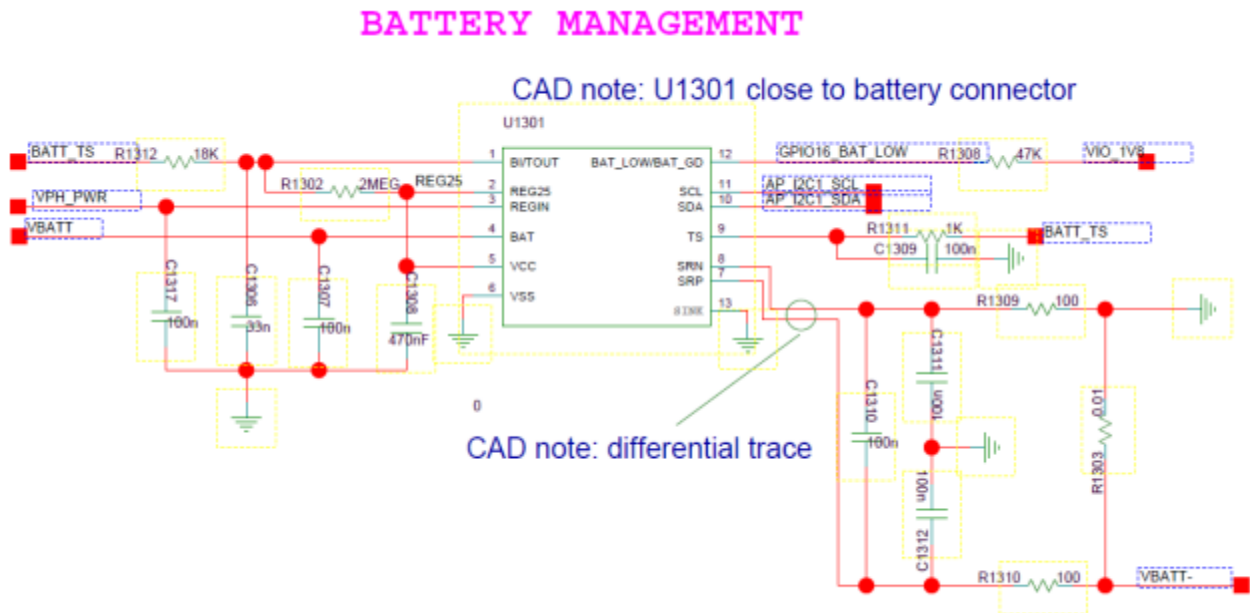 BATTERY MANAGEMENT
CAD note: U1301 close to battery connector
U1301
BATT_TS
R1312
18K
1
BI/TOUT
BAT_LOW/BAT_GD
12
GPIO16_BAT_LOW
R1308
47K
VIO_1V8
R1302
2MEG
REG25
2
REG25
SCL
11
AP_I2C1_SCL
VPH_PWR
3
REGIN
SDA
10
AP_I2C1_SDA
VBATT
4
BAT
TS
9
R1311
1K
BATT_TS
C1309
100n
5
VCC
SRN
8
SRP
7
6
VSS
SINK
13
C1317
100n
C1306
33n
C1307
100n
C1308
470nF
R1309
100
C1311
100n
C1310
100n
0.01
R1303
0
CAD note: differential trace
100n
C1312
R1310
100
VBATT-